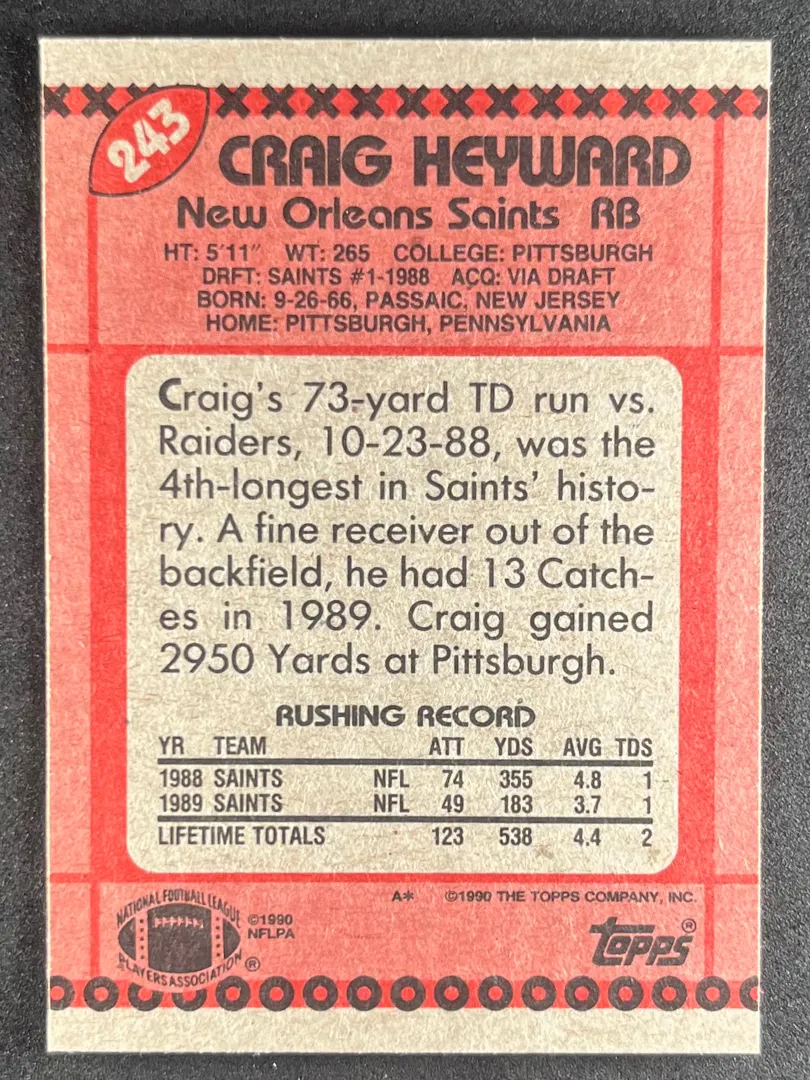 243
CRAIG HEYWARD
New Orleans Saints RB
HT: 5'11" WT: 265 COLLEGE: PITTSBURGH
DRFT: SAINTS #1-1988 ACQ: VIA DRAFT
BORN: 9-26-66, PASSAIC, NEW JERSEY
HOME: PITTSBURGH, PENNSYLVANIA
Craig's 73-yard TD run vs.
Raiders, 10-23-88, was the
4th-longest in Saints' histo-
ry. A fine receiver out of the
backfield, he had 13 Catch-
es in 1989. Craig gained
2950 Yards at Pittsburgh.
RUSHING RECORD
YR TEAM ATT YDS AVG TDS
1988 SAINTS NFL 74 355 4.8 1
1989 SAINTS NFL 49 183 3.7 1
LIFETIME TOTALS 123 538 4.4 2
A* ©1990 THE TOPPS COMPANY, INC.
NATIONAL FOOTBALL LEAGUE
PLAYERS ASSOCIATION ®
©1990
NFLPA
topps®